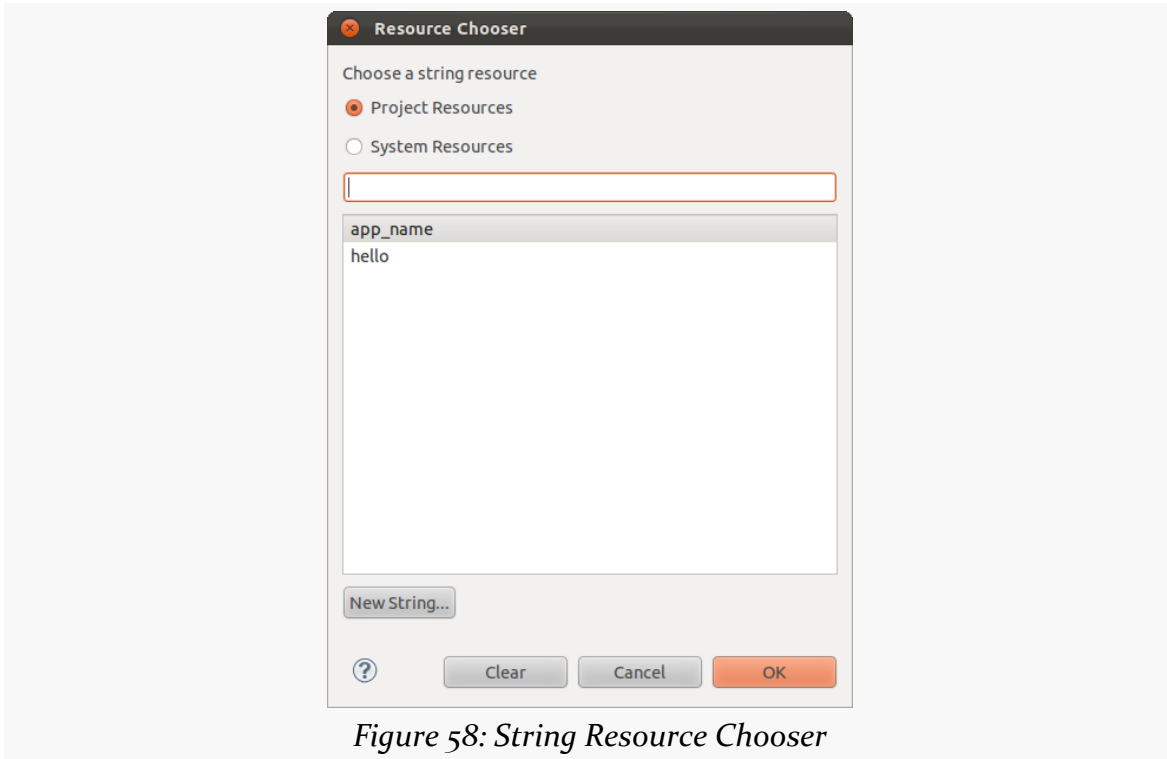 Resource Chooser
Choose a string resource
Project Resources
System Resources
app_name
hello
New String...
Clear Cancel OK
Figure 58: String Resource Chooser